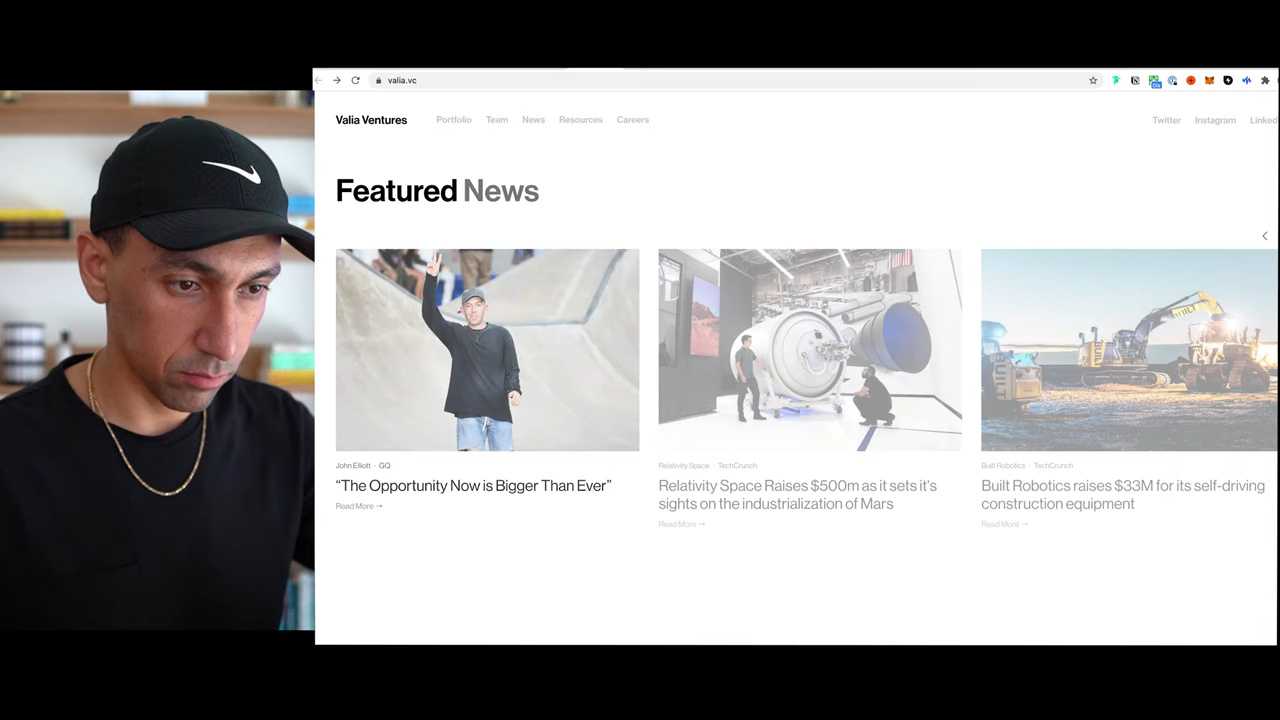 valia.vc
Valia Ventures Portfolio Team News Resources Careers Twitter Instagram Linked
Featured News
John Elliott · GQ
“The Opportunity Now is Bigger Than Ever”
Read More →
Relativity Space · TechCrunch
Relativity Space Raises $500m as it sets it's
sights on the industrialization of Mars
Read More →
Built Robotics · TechCrunch
Built Robotics raises $33M for its self-driving
construction equipment
Read More →